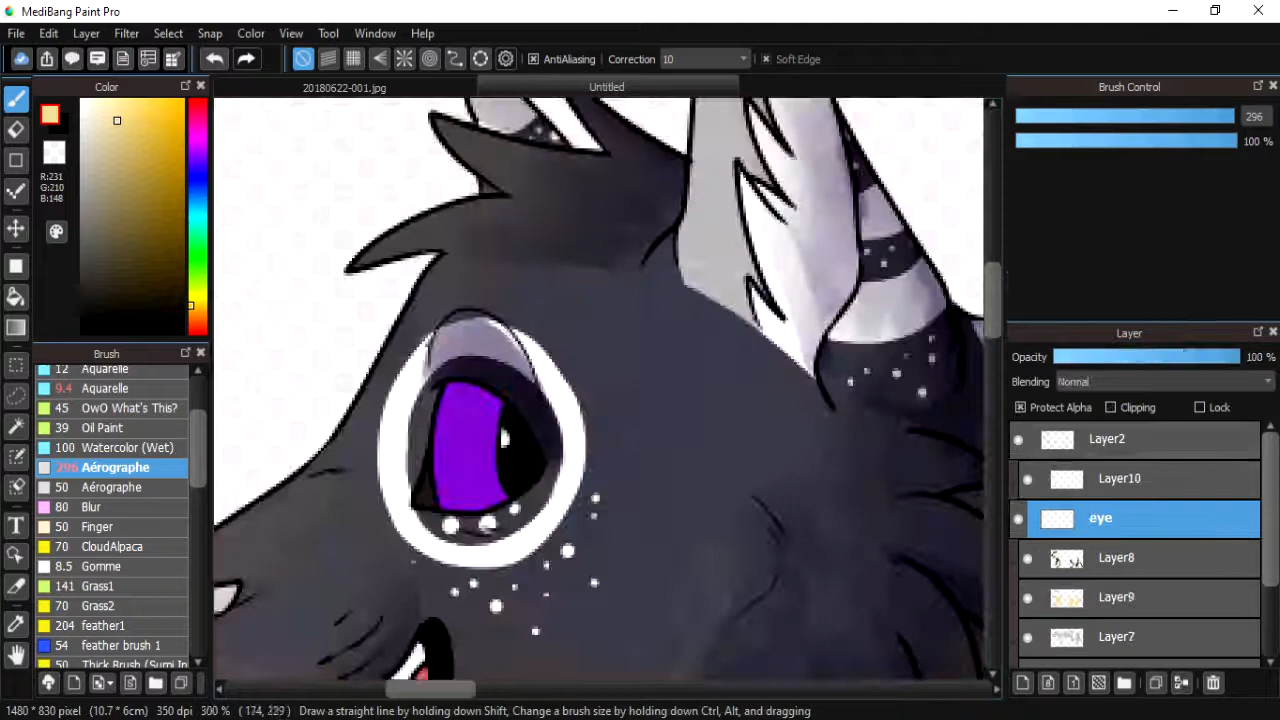 MediBang Paint Pro
File Edit Layer Filter Select Snap Color View Tool Window Help
AntiAliasing Correction 10 Soft Edge
20180622-001.jpg Untitled
Color
R:231
G:210
B:148
Brush
12 Aquarelle
9.4 Aquarelle
45 OwO What's This?
39 Oil Paint
100 Watercolor (Wet)
296 Aérographe
50 Aérographe
80 Blur
50 Finger
70 CloudAlpaca
8.5 Gomme
141 Grass1
70 Grass2
204 feather1
54 feather brush 1
50 Thick Brush (Sumi In
Brush Control
296
100 %
Layer
Opacity 100 %
Blending Normal
Protect Alpha Clipping Lock
Layer2
Layer10
eye
Layer8
Layer9
Layer7
1480 * 830 pixel (10.7 * 6cm) 350 dpi 300 % ( 174, 229 ) Draw a straight line by holding down Shift, Change a brush size by holding down Ctrl, Alt, and dragging